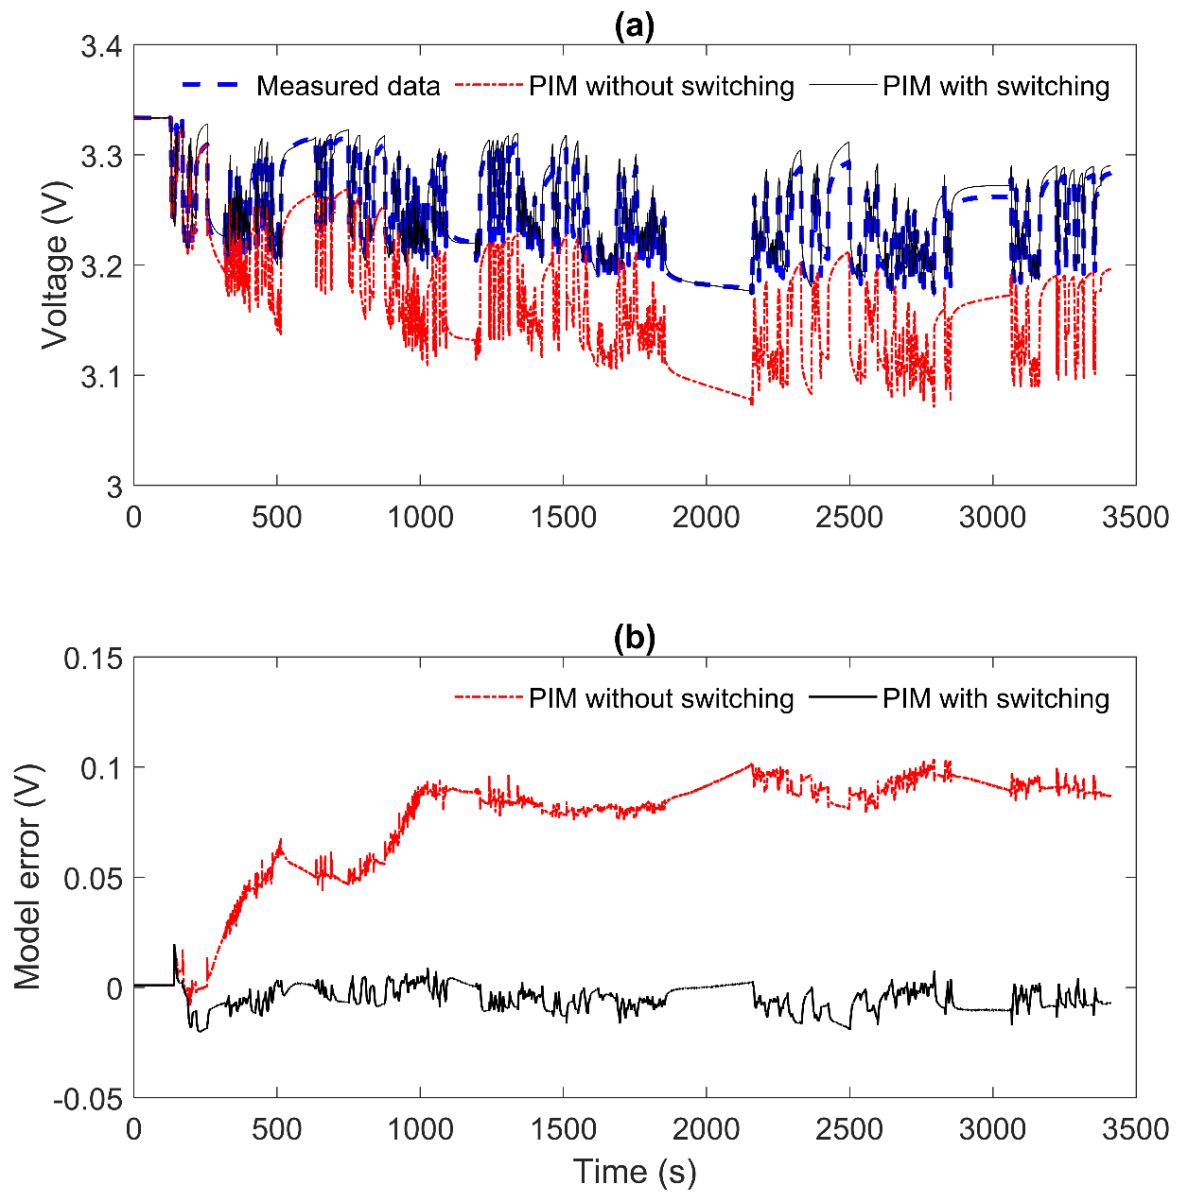 (a)
3.4
Measured data PIM without switching PIM with switching
3.3
Voltage (V)
3.2
3.1
3
0 500 1000 1500 2000 2500 3000 3500
(b)
0.15
PIM without switching PIM with switching
0.1
Model error (V)
0.05
0
-0.05
0 500 1000 1500 2000 2500 3000 3500
Time (s)